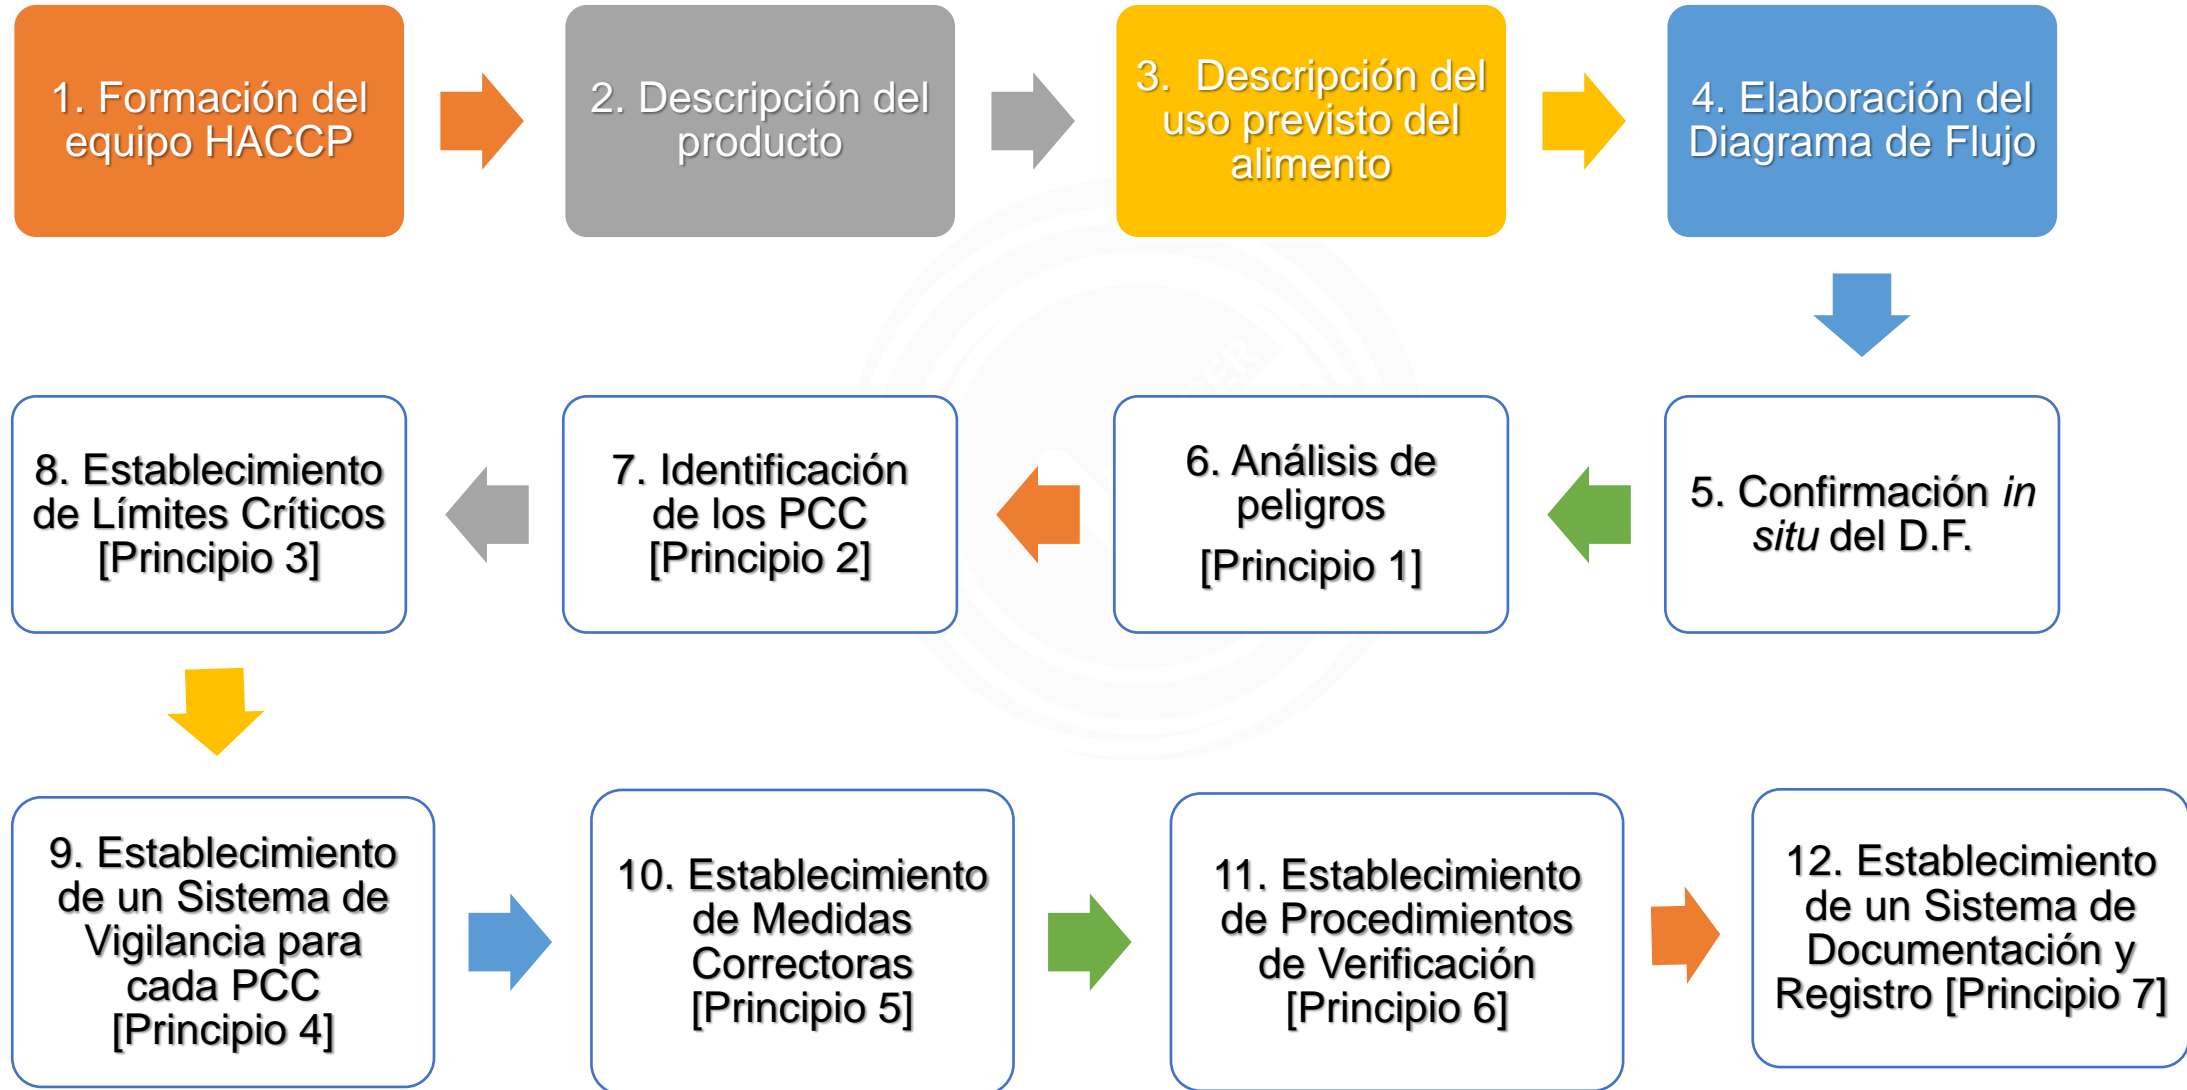 1. Formación del
equipo HACCP
2. Descripción del
producto
3.  Descripción del
uso previsto del
alimento
4. Elaboración del
Diagrama de Flujo
5. Confirmación in
situ del D.F.
6. Análisis de
peligros
[Principio 1]
7. Identificación
de los PCC
[Principio 2]
8. Establecimiento
de Límites Críticos
[Principio 3]
9. Establecimiento
de un Sistema de
Vigilancia para
cada PCC
[Principio 4]
10. Establecimiento
de Medidas
Correctoras
[Principio 5]
11. Establecimiento
de Procedimientos
de Verificación
[Principio 6]
12. Establecimiento
de un Sistema de
Documentación y
Registro [Principio 7]